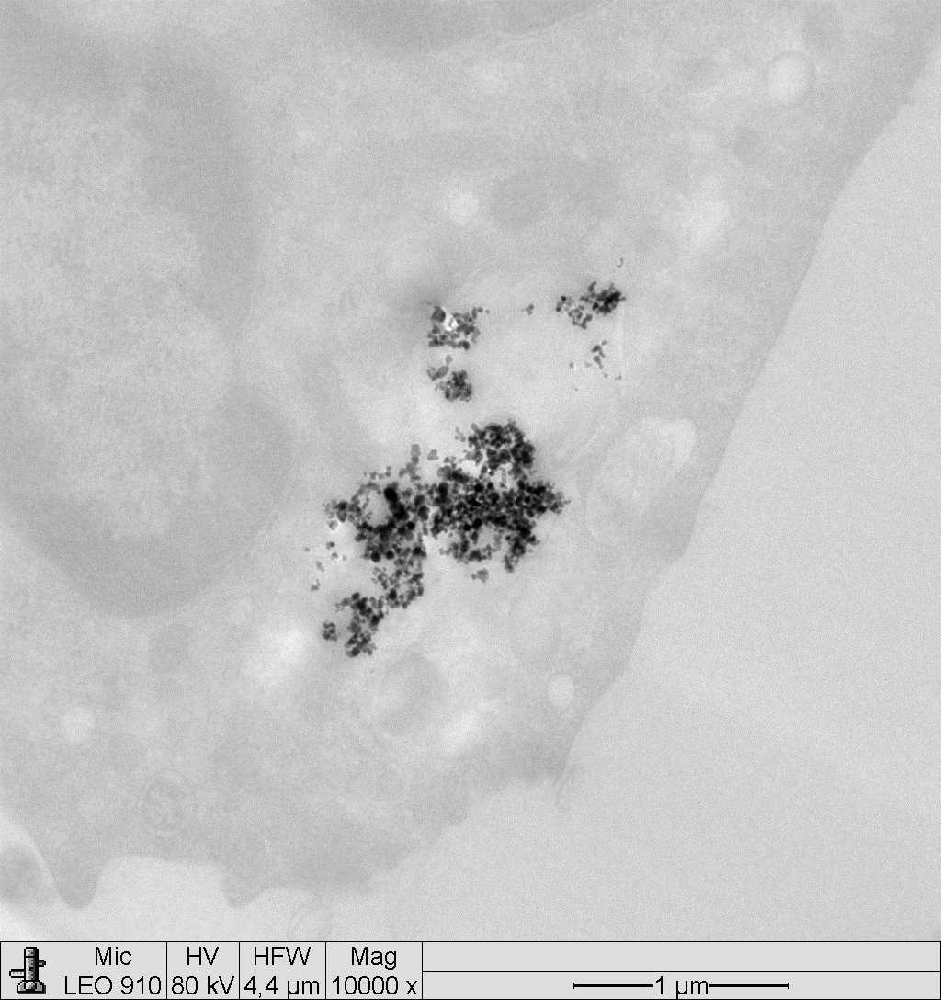 Mic HV HFW Mag
LEO 910 80 kV 4,4 µm 10000 x
1 µm